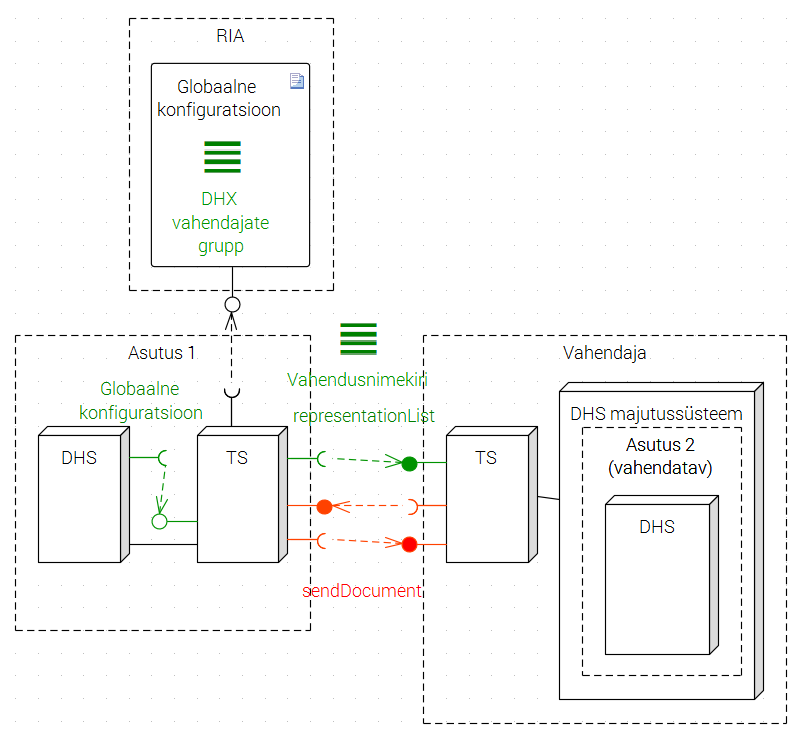 RIA
Globaalne
konfiguratsioon
DHX
vahendajate
grupp
Asutus 1
Globaalne
konfiguratsioon
DHS
TS
Vahendusnimekiri
representationList
sendDocument
Vahendaja
TS
DHS majutussüsteem
Asutus 2
(vahendatav)
DHS